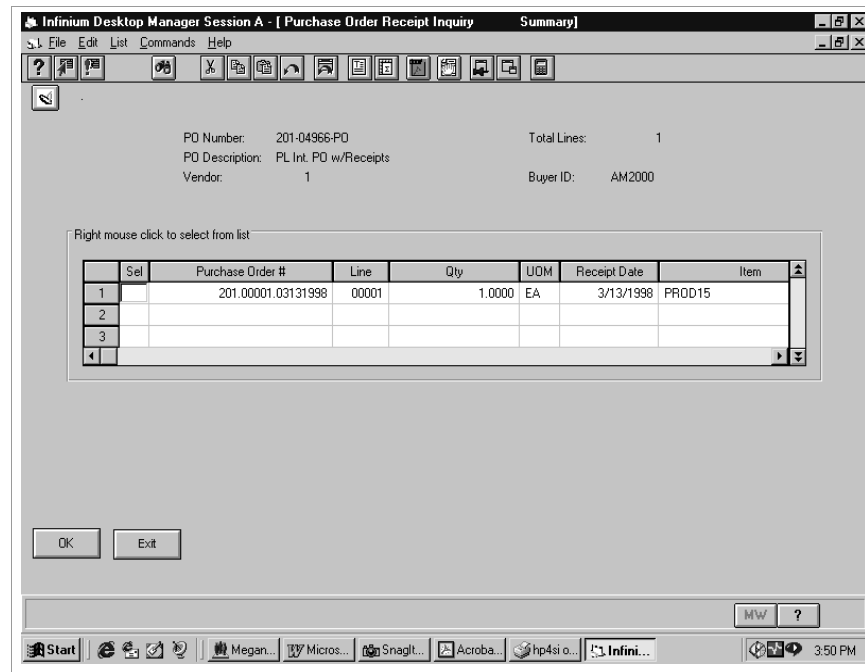 Infinium Desktop Manager Session A - [ Purchase Order Receipt Inquiry Summary]
File Edit List Commands Help
PO Number: 201-04966-PO Total Lines: 1
PO Description: PL Int. PO w/Receipts
Vendor: 1 Buyer ID: AM2000
Right mouse click to select from list
Sel Purchase Order # Line Qty UOM Receipt Date Item
1 201.00001.03131998 00001 1.0000 EA 3/13/1998 PROD15
2
3
OK Exit
MW ?
Start Megan... Micros... SnagIt... Acroba... hp4si o... Infini... 3:50 PM